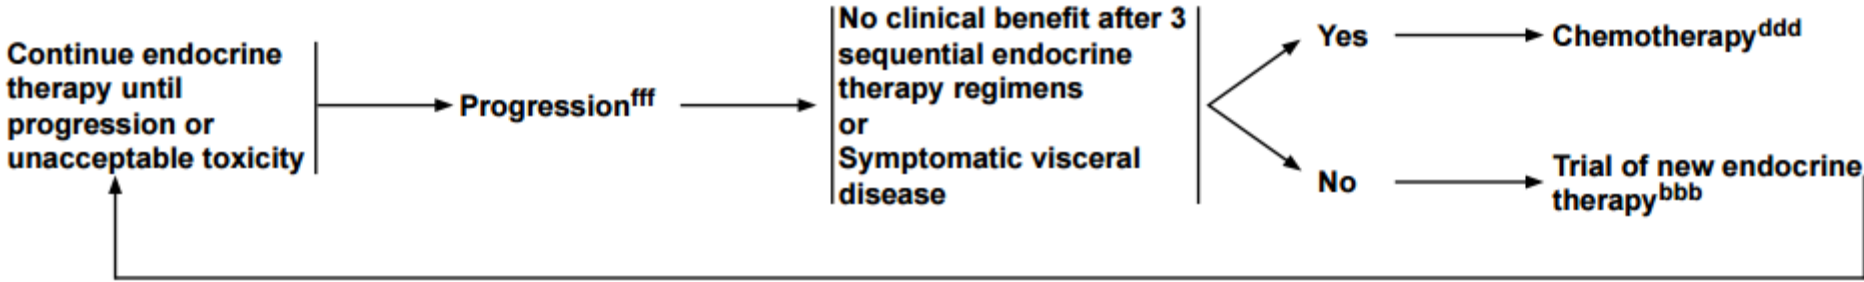 Continue endocrine
therapy until
progression or
unacceptable toxicity
Progressionfff
No clinical benefit after 3
sequential endocrine
therapy regimens
or
Symptomatic visceral
disease
Yes
Chemotherapyddd
No
Trial of new endocrine
therapybbb